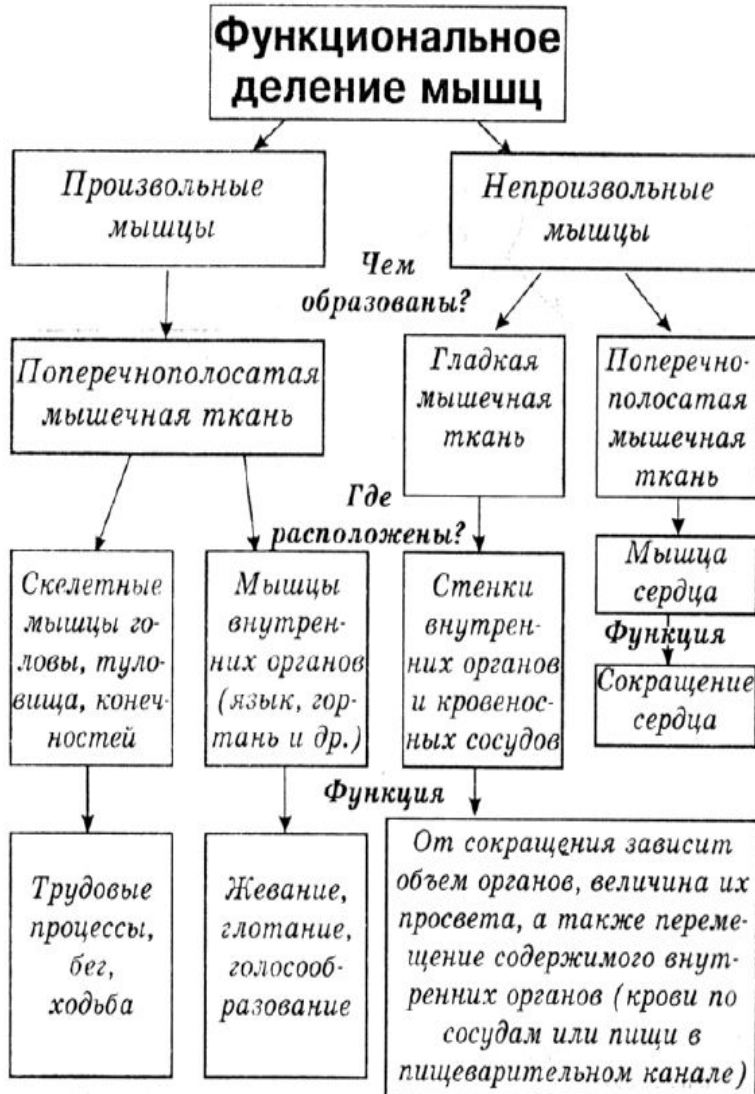 Функциональное
деление мышц
Произвольные
мышцы
Непроизвольные
мышцы
Чем
образованы?
Поперечнополосатая
мышечная ткань
Гладкая
мышечная
ткань
Поперечно-
полосатая
мышечная
ткань
Где
расположены?
Скелетные
мышцы го-
ловы, туло-
вища, конеч-
ностей
Мышцы
внутрен-
них органов
(язык, гор-
тань и др.)
Стенки
внутрен-
них органов
и кровенос-
ных сосудов
Мышца
сердца
Функция
Сокращение
сердца
Функция
Трудовые
процессы,
бег,
ходьба
Жевание,
глотание,
голосооб-
разование
От сокращения зависит
объем органов, величина их
просвета, а также переме-
щение содержимого внут-
ренних органов (крови по
сосудам или пищи в
пищеварительном канале)